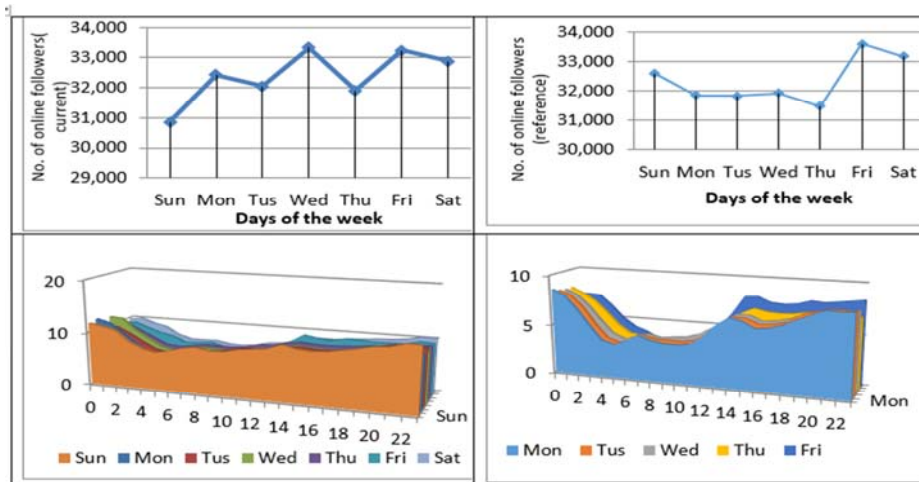 34,000
33,000
32,000
31,000
30,000
29,000
No. of online followers(
current)
Sun Mon Tus Wed Thu Fri Sat
Days of the week
34,000
33,000
32,000
31,000
30,000
No. of online followers
(reference)
Sun Mon Tus Wed Thu Fri Sat
Days of the week
20
10
0
0 2 4 6 8 10 12 14 16 18 20 22
Sun
Sun Mon Tus Wed Thu Fri Sat
10
5
0
0 2 4 6 8 10 12 14 16 18 20 22
Mon
Mon Tus Wed Thu Fri